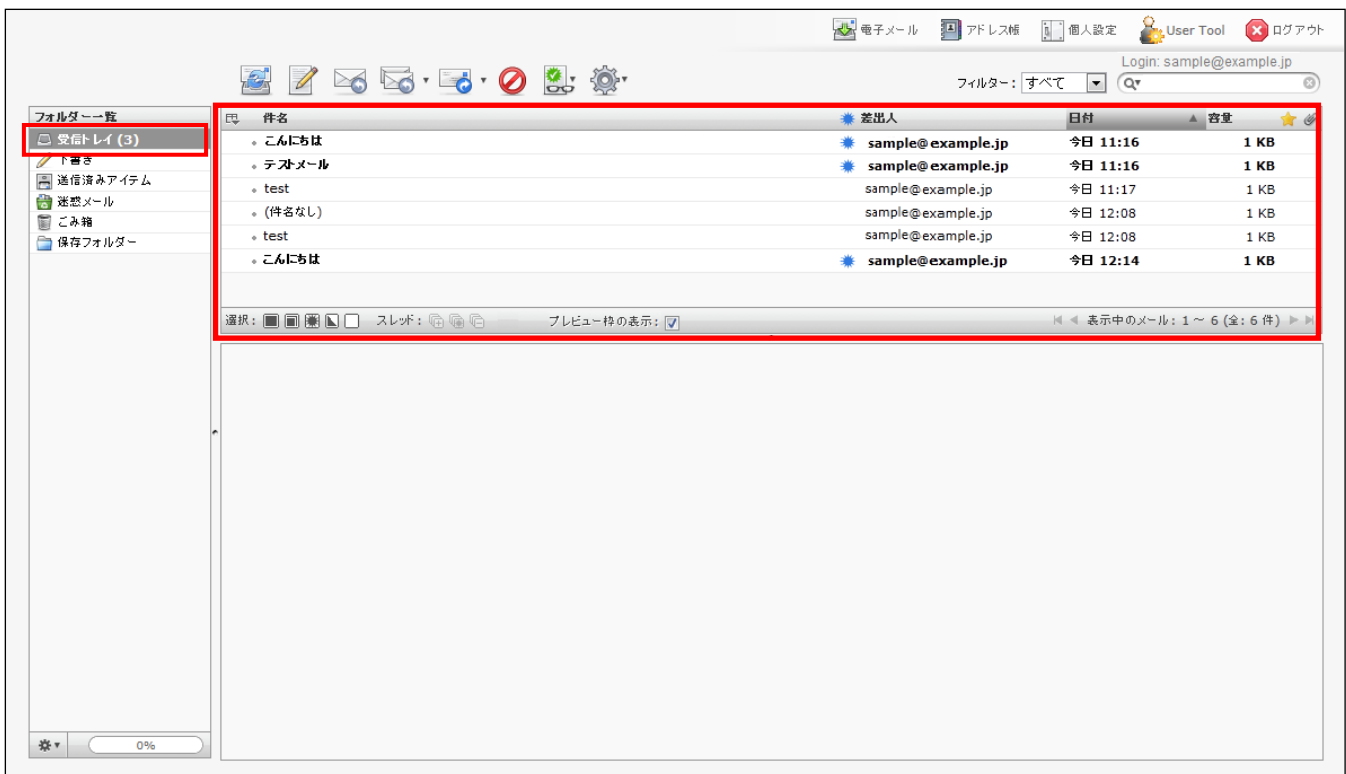 電子メール アドレス帳 個人設定 User Tool ログアウト
Login: sample@example.jp
フィルター: すべて
フォルダー一覧
受信トレイ (3)
下書き
送信済みアイテム
迷惑メール
ごみ箱
保存フォルダー
件名 差出人 日付 容量
こんにちは sample@example.jp 今日 11:16 1 KB
テストメール sample@example.jp 今日 11:16 1 KB
test sample@example.jp 今日 11:17 1 KB
(件名なし) sample@example.jp 今日 12:08 1 KB
test sample@example.jp 今日 12:08 1 KB
こんにちは sample@example.jp 今日 12:14 1 KB
選択: スレッド: プレビュー枠の表示: 表示中のメール: 1 ～ 6 (全: 6 件)
0%